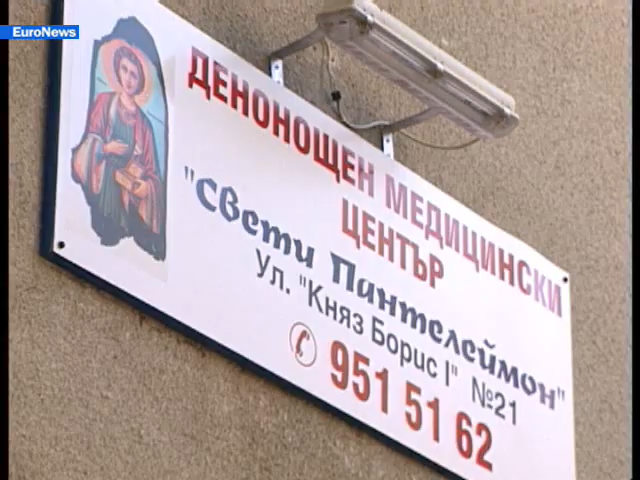 EuroNews
ДЕНОНОЩЕН МЕДИЦИНСКИ
ЦЕНТЪР
"Свети Пантелеймон"
Ул. "Княз Борис I" №21
✆ 951 51 62